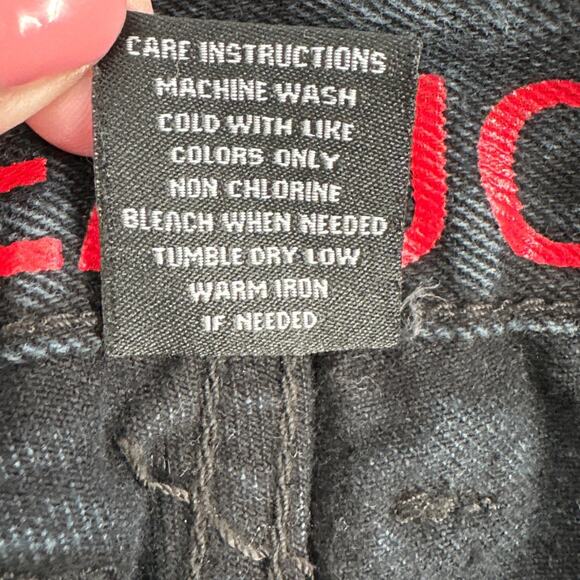 CARE INSTRUCTIONS
MACHINE WASH
COLD WITH LIKE
COLORS ONLY
NON CHLORINE
BLEACH WHEN NEEDED
TUMBLE DRY LOW
WARM IRON
IF NEEDED